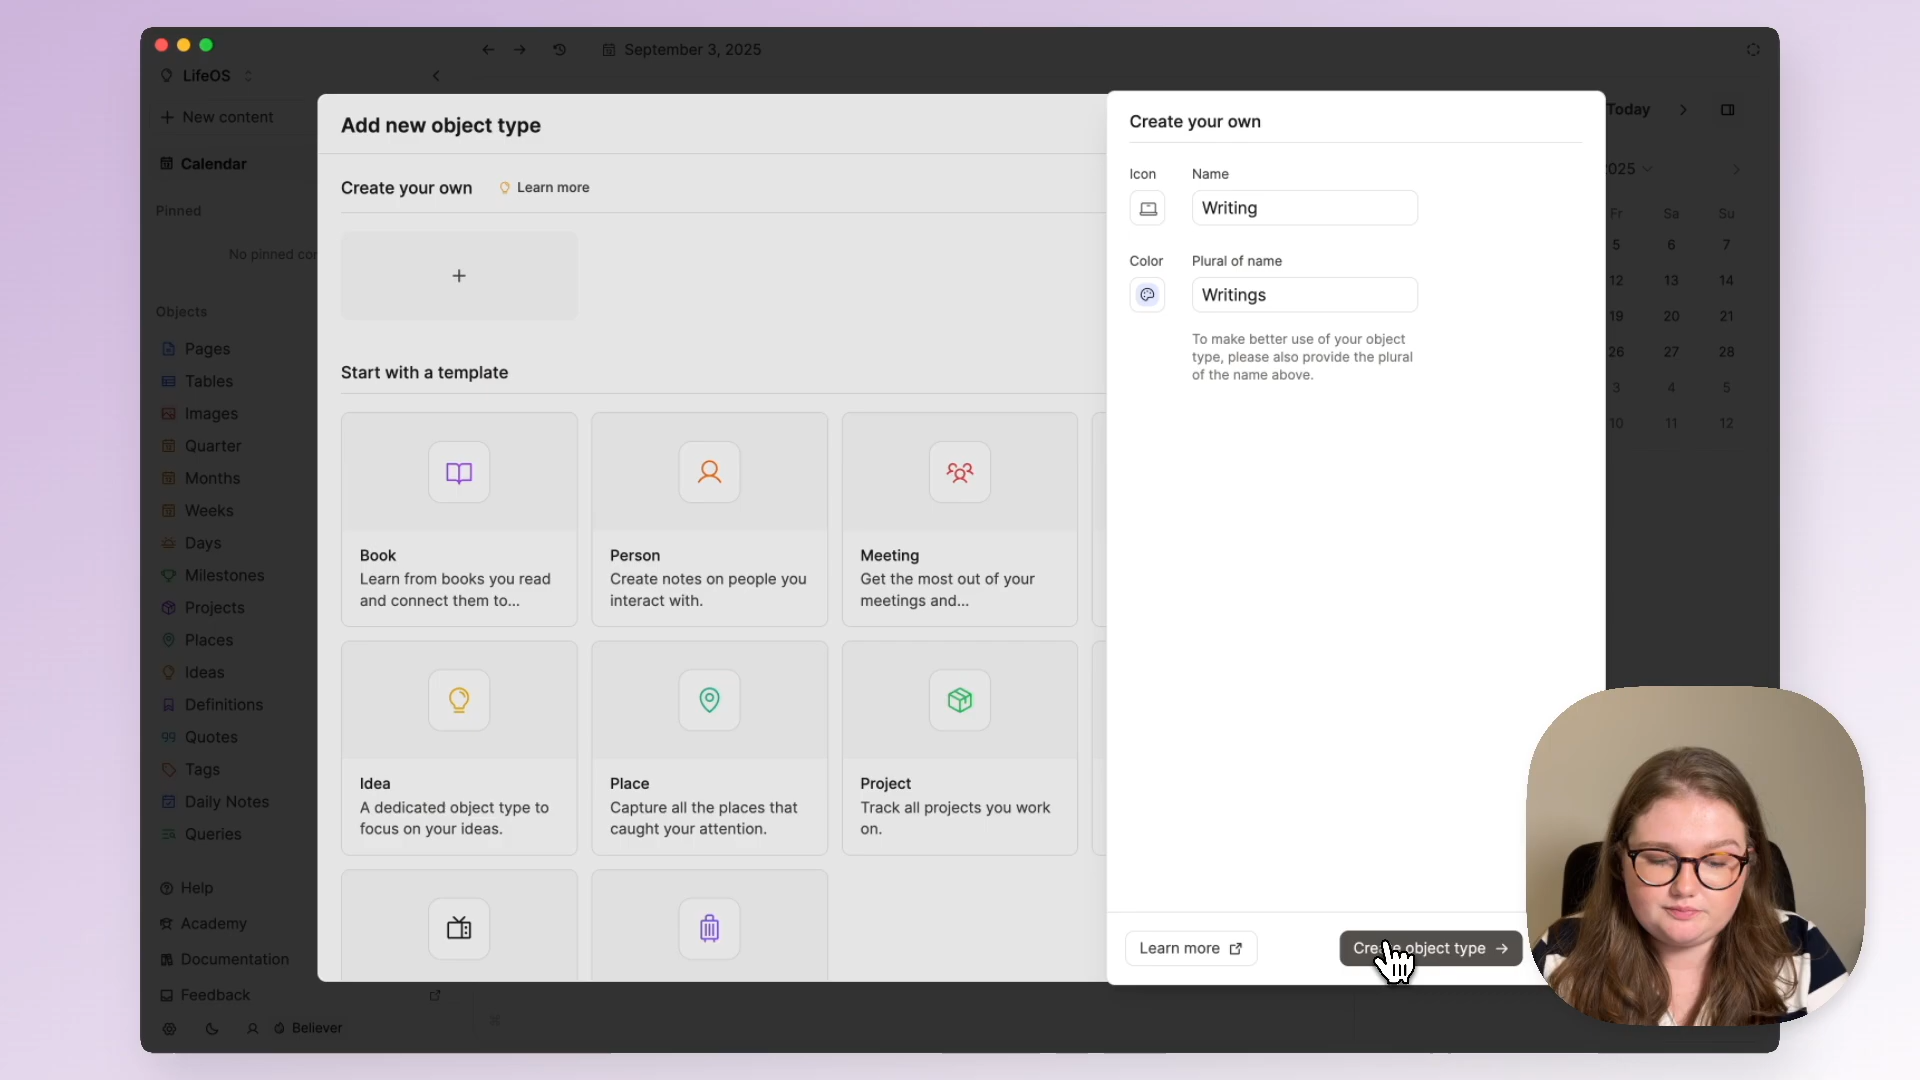 September 3, 2025
LifeOS
New content
Calendar
Pinned
No pinned con
Objects
Pages
Tables
Images
Quarter
Months
Weeks
Days
Milestones
Projects
Places
Ideas
Definitions
Quotes
Tags
Daily Notes
Queries
Help
Academy
Documentation
Feedback
Believer
Add new object type
Create your own
Learn more
Start with a template
Book
Learn from books you read
and connect them to...
Person
Create notes on people you
interact with.
Meeting
Get the most out of your
meetings and...
Idea
A dedicated object type to
focus on your ideas.
Place
Capture all the places that
caught your attention.
Project
Track all projects you work
on.
Create your own
Icon
Name
Writing
Color
Plural of name
Writings
To make better use of your object
type, please also provide the plural
of the name above.
Learn more
Create object type
Today
2025
Fr Sa Su
5 6 7
12 13 14
19 20 21
26 27 28
3 4 5
10 11 12